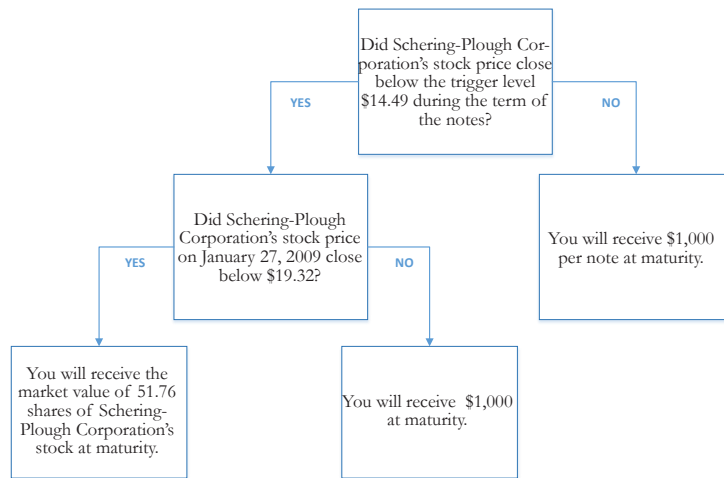 Did Schering-Plough Cor-
poration's stock price close
below the trigger level
$14.49 during the term of
the notes?
YES
NO
Did Schering-Plough
Corporation's stock price
on January 27, 2009 close
below $19.32?
You will receive $1,000
per note at maturity.
YES
NO
You will receive the
market value of 51.76
shares of Schering-
Plough Corporation's
stock at maturity.
You will receive $1,000
at maturity.